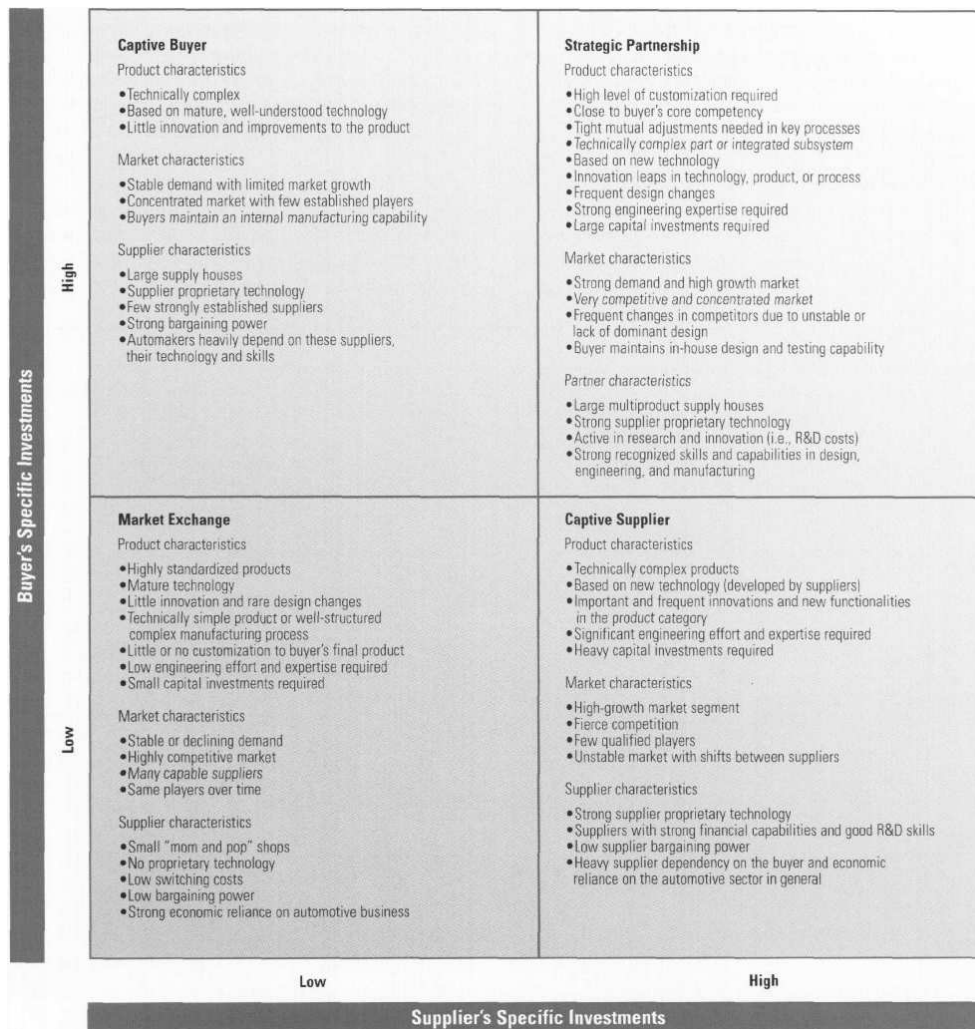 Buyer's Specific Investments
High
Low
Captive Buyer
Product characteristics
•Technically complex
•Based on mature, well-understood technology
•Little innovation and improvements to the product
Market characteristics
•Stable demand with limited market growth
•Concentrated market with few established players
•Buyers maintain an internal manufacturing capability
Supplier characteristics
•Large supply houses
•Supplier proprietary technology
•Few strongly established suppliers
•Strong bargaining power
•Automakers heavily depend on these suppliers,
their technology and skills
Strategic Partnership
Product characteristics
•High level of customization required
•Close to buyer's core competency
•Tight mutual adjustments needed in key processes
•Technically complex part or integrated subsystem
•Based on new technology
•Innovation leaps in technology, product, or process
•Frequent design changes
•Strong engineering expertise required
•Large capital investments required
Market characteristics
•Strong demand and high growth market
•Very competitive and concentrated market
•Frequent changes in competitors due to unstable or
lack of dominant design
•Buyer maintains in-house design and testing capability
Partner characteristics
•Large multiproduct supply houses
•Strong supplier proprietary technology
•Active in research and innovation (i.e., R&D costs)
•Strong recognized skills and capabilities in design,
engineering, and manufacturing
Market Exchange
Product characteristics
•Highly standardized products
•Mature technology
•Little innovation and rare design changes
•Technically simple product or well-structured
complex manufacturing process
•Little or no customization to buyer's final product
•Low engineering effort and expertise required
•Small capital investments required
Market characteristics
•Stable or declining demand
•Highly competitive market
•Many capable suppliers
•Same players over time
Supplier characteristics
•Small "mom and pop" shops
•No proprietary technology
•Low switching costs
•Low bargaining power
•Strong economic reliance on automotive business
Captive Supplier
Product characteristics
•Technically complex products
•Based on new technology (developed by suppliers)
•Important and frequent innovations and new functionalities
in the product category
•Significant engineering effort and expertise required
•Heavy capital investments required
Market characteristics
•High-growth market segment
•Fierce competition
•Few qualified players
•Unstable market with shifts between suppliers
Supplier characteristics
•Strong supplier proprietary technology
•Suppliers with strong financial capabilities and good R&D skills
•Low supplier bargaining power
•Heavy supplier dependency on the buyer and economic
reliance on the automotive sector in general
Low
High
Supplier's Specific Investments